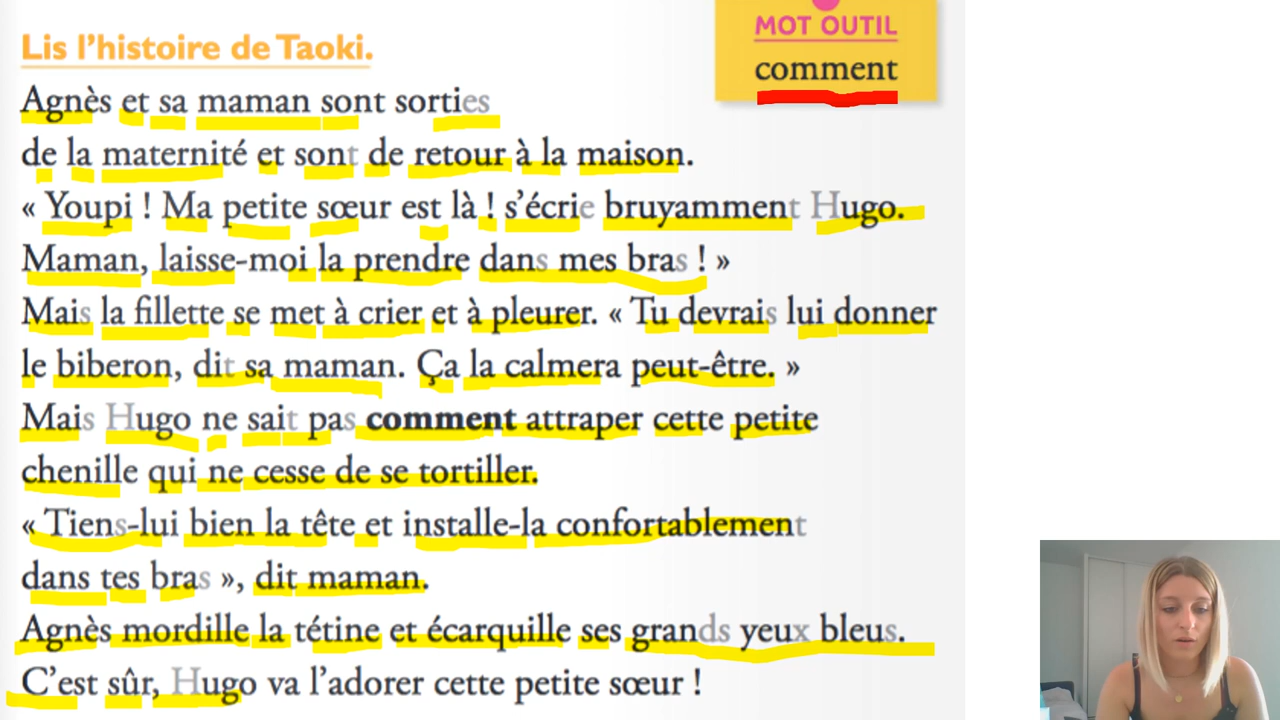 MOT OUTIL
comment
Lis l'histoire de Taoki.
Agnès et sa maman sont sorties
de la maternité et sont de retour à la maison.
« Youpi ! Ma petite sœur est là ! s'écrie bruyamment Hugo.
Maman, laisse-moi la prendre dans mes bras ! »
Mais la fillette se met à crier et à pleurer. « Tu devrais lui donner
le biberon, dit sa maman. Ça la calmera peut-être. »
Mais Hugo ne sait pas comment attraper cette petite
chenille qui ne cesse de se tortiller.
« Tiens-lui bien la tête et installe-la confortablement
dans tes bras », dit maman.
Agnès mordille la tétine et écarquille ses grands yeux bleus.
C'est sûr, Hugo va l'adorer cette petite sœur !